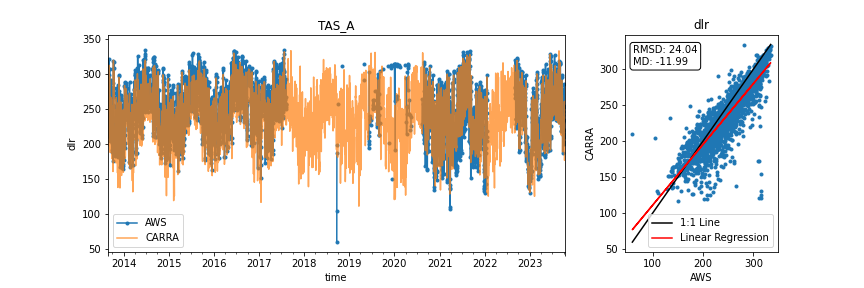 TAS_A
dlr
350
300
250
200
150
100
50
dlr
AWS
CARRA
2014 2015 2016 2017 2018 2019 2020 2021 2022 2023
time
RMSD: 24.04
MD: -11.99
300
250
200
150
100
50
CARRA
1:1 Line
Linear Regression
100 200 300
AWS